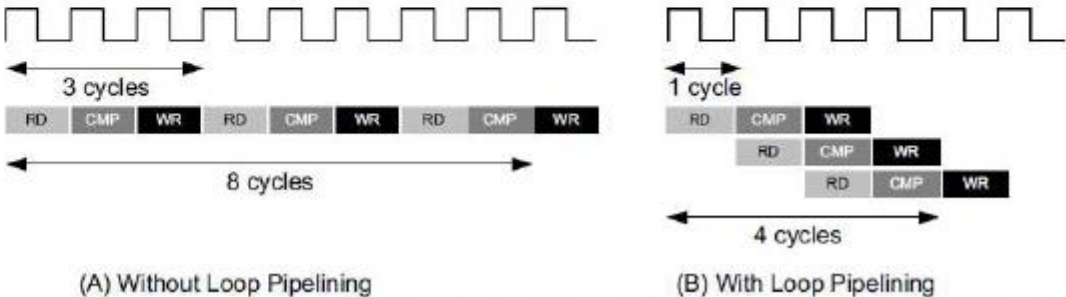 3 cycles
1 cycle
RD CMP WR RD CMP WR RD CMP WR
RD CMP WR
RD CMP WR
RD CMP WR
8 cycles
4 cycles
(A) Without Loop Pipelining
(B) With Loop Pipelining